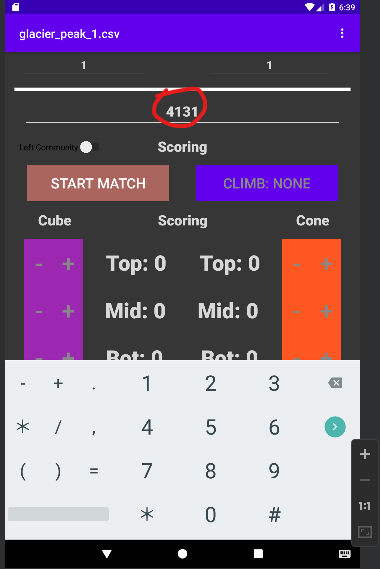 6:39
glacier_peak_1.csv
1 1
4131
Left Community Scoring
START MATCH CLIMB: NONE
Cube Scoring Cone
- + Top: 0 Top: 0 - +
- + Mid: 0 Mid: 0 - +
- + Bot: 0 Bot: 0 - +
- + . 1 2 3
* / , 4 5 6
( ) = 7 8 9
* 0 #
+
-
1:1